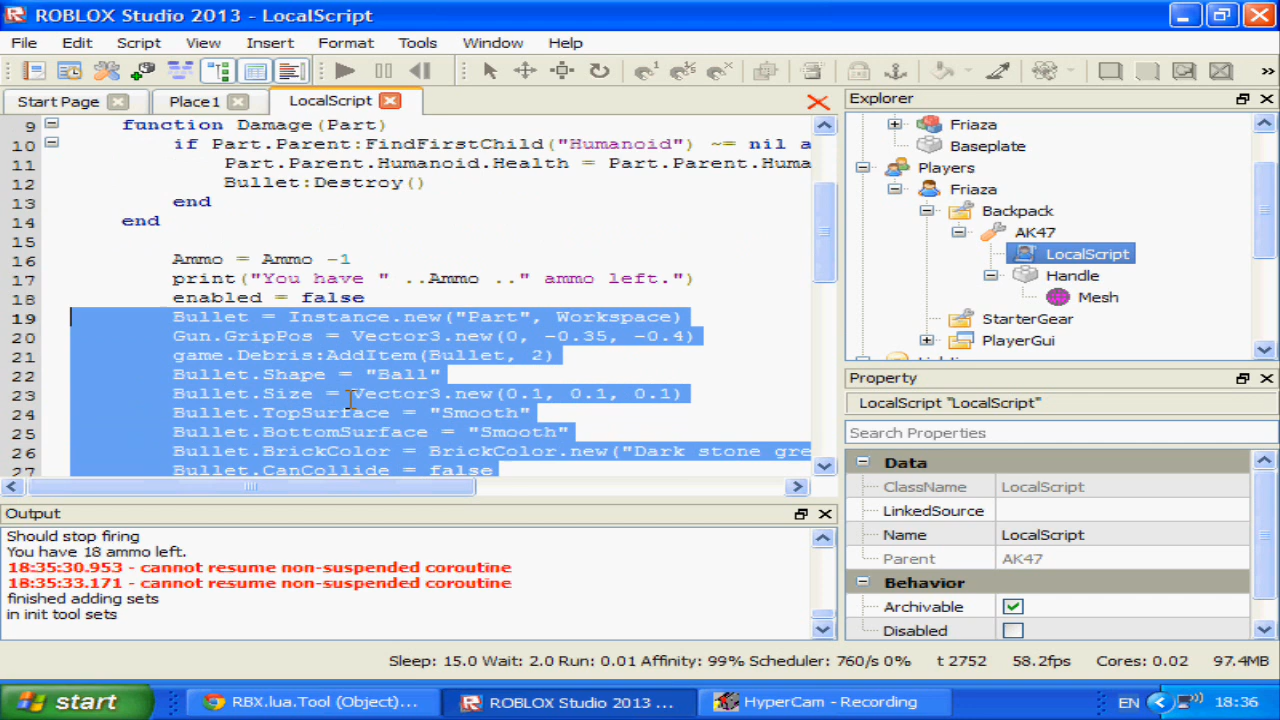 ROBLOX Studio 2013 - LocalScript
File Edit Script View Insert Format Tools Window Help
Start Page Place1 LocalScript
9 function Damage(Part)
10 if Part.Parent:FindFirstChild("Humanoid") ~= nil a
11 Part.Parent.Humanoid.Health = Part.Parent.Huma
12 Bullet:Destroy()
13 end
14 end
15
16 Ammo = Ammo -1
17 print("You have " ..Ammo .." ammo left.")
18 enabled = false
19 Bullet = Instance.new("Part", Workspace)
20 Gun.GripPos = Vector3.new(0, -0.35, -0.4)
21 game.Debris:AddItem(Bullet, 2)
22 Bullet.Shape = "Ball"
23 Bullet.Size = Vector3.new(0.1, 0.1, 0.1)
24 Bullet.TopSurface = "Smooth"
25 Bullet.BottomSurface = "Smooth"
26 Bullet.BrickColor = BrickColor.new("Dark stone gre
27 Bullet.CanCollide = false
Output
Should stop firing
You have 18 ammo left.
18:35:30.953 - cannot resume non-suspended coroutine
18:35:33.171 - cannot resume non-suspended coroutine
finished adding sets
in init tool sets
Explorer
Friaza
Baseplate
Players
Friaza
Backpack
AK47
LocalScript
Handle
Mesh
StarterGear
PlayerGui
Property
LocalScript "LocalScript"
Search Properties
Data
ClassName LocalScript
LinkedSource
Name LocalScript
Parent AK47
Behavior
Archivable
Disabled
Sleep: 15.0 Wait: 2.0 Run: 0.01 Affinity: 99% Scheduler: 760/s 0% t 2752 58.2fps Cores: 0.02 97.4MB
start RBX.lua.Tool (Object)... ROBLOX Studio 2013 ... HyperCam - Recording EN 18:36